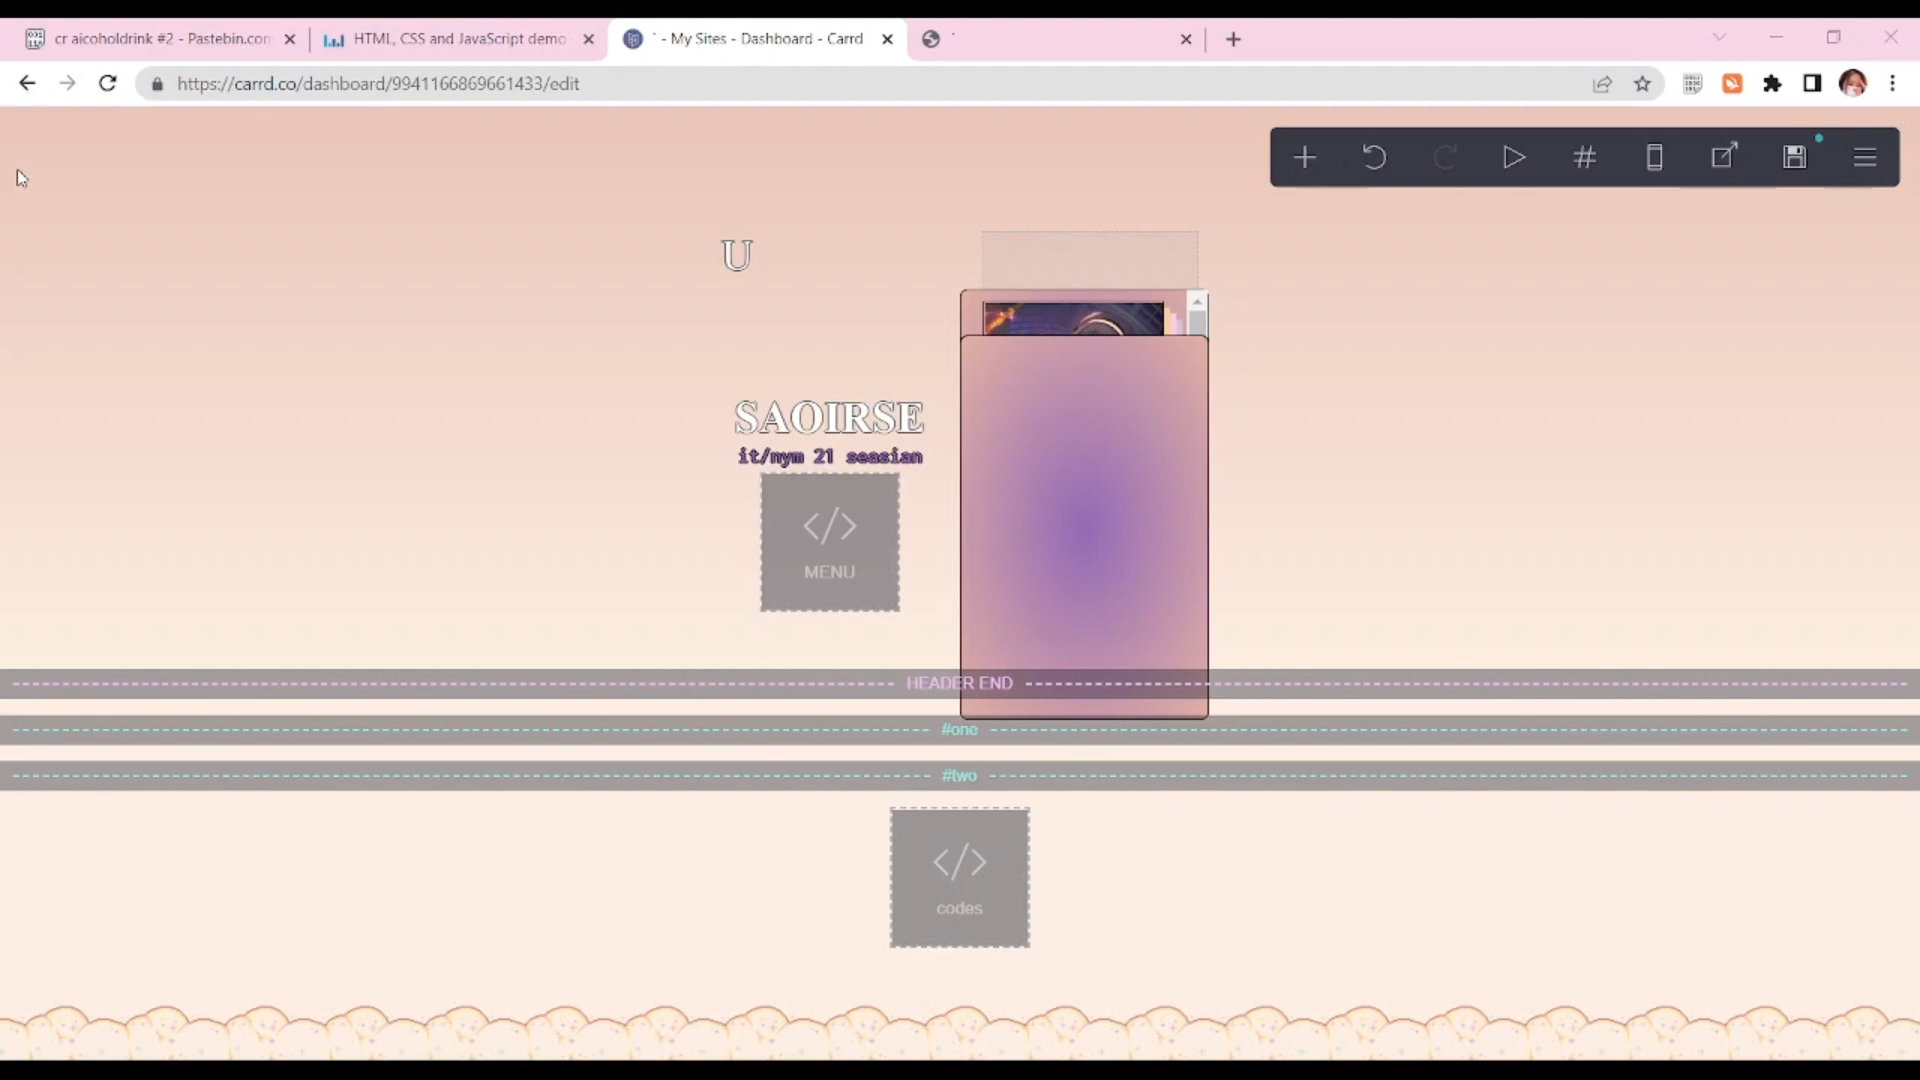 cr aicoholdrink #2 - Pastebin.com
HTML, CSS and JavaScript demo
` - My Sites - Dashboard - Carrd
`
https://carrd.co/dashboard/9941166869661433/edit
U
SAOIRSE
it/nym 21 seasian
</>
MENU
HEADER END
#one
#two
</>
codes